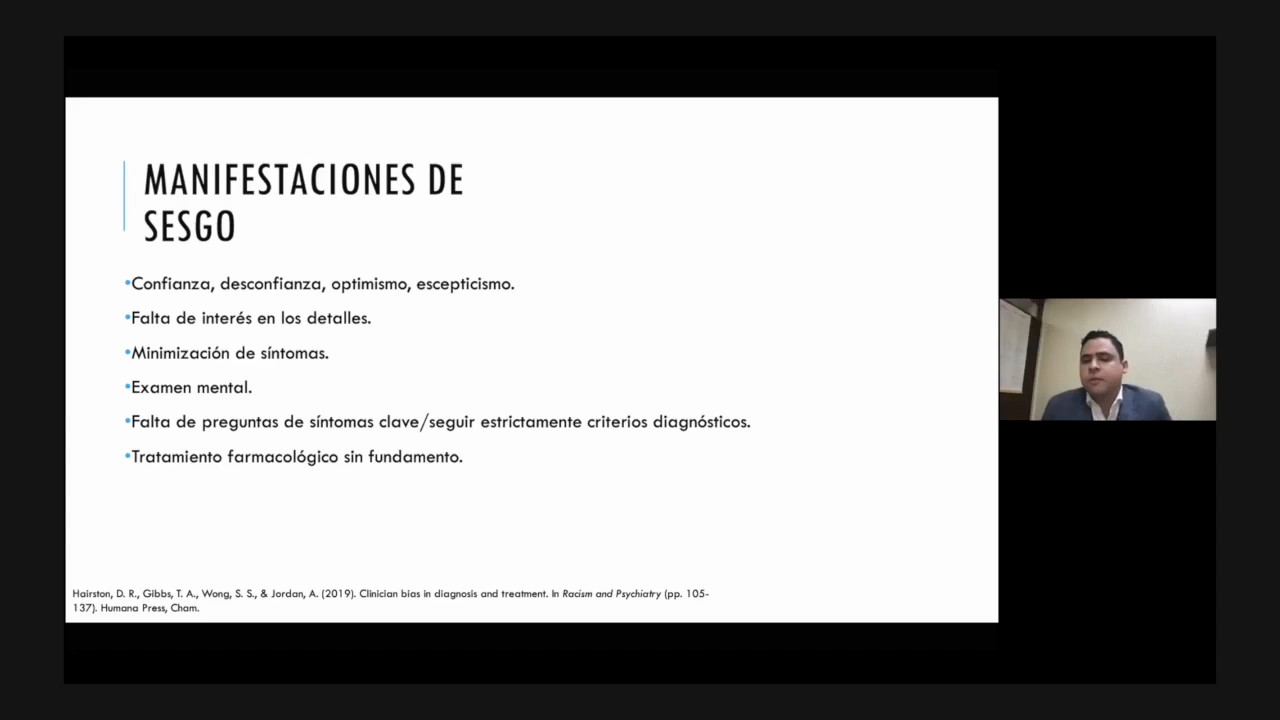 MANIFESTACIONES DE
SESGO
•Confianza, desconfianza, optimismo, escepticismo.
•Falta de interés en los detalles.
•Minimización de síntomas.
•Examen mental.
•Falta de preguntas de síntomas clave/seguir estrictamente criterios diagnósticos.
•Tratamiento farmacológico sin fundamento.
Hairston, D. R., Gibbs, T. A., Wong, S. S., & Jordan, A. (2019). Clinician bias in diagnosis and treatment. In Racism and Psychiatry (pp. 105-
137). Humana Press, Cham.